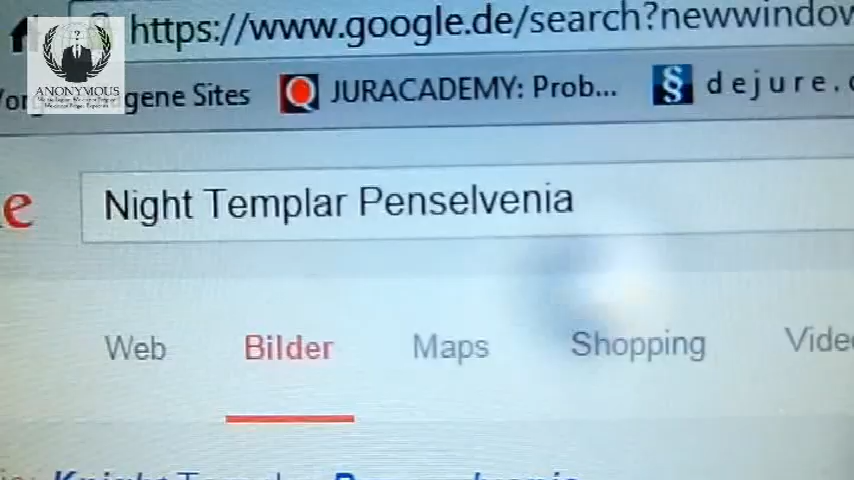 https://www.google.de/search?newwindow
ANONYMOUS
gene Sites
JURACADEMY: Prob...
dejure.
Night Templar Penselvenia
Web
Bilder
Maps
Shopping
Vide